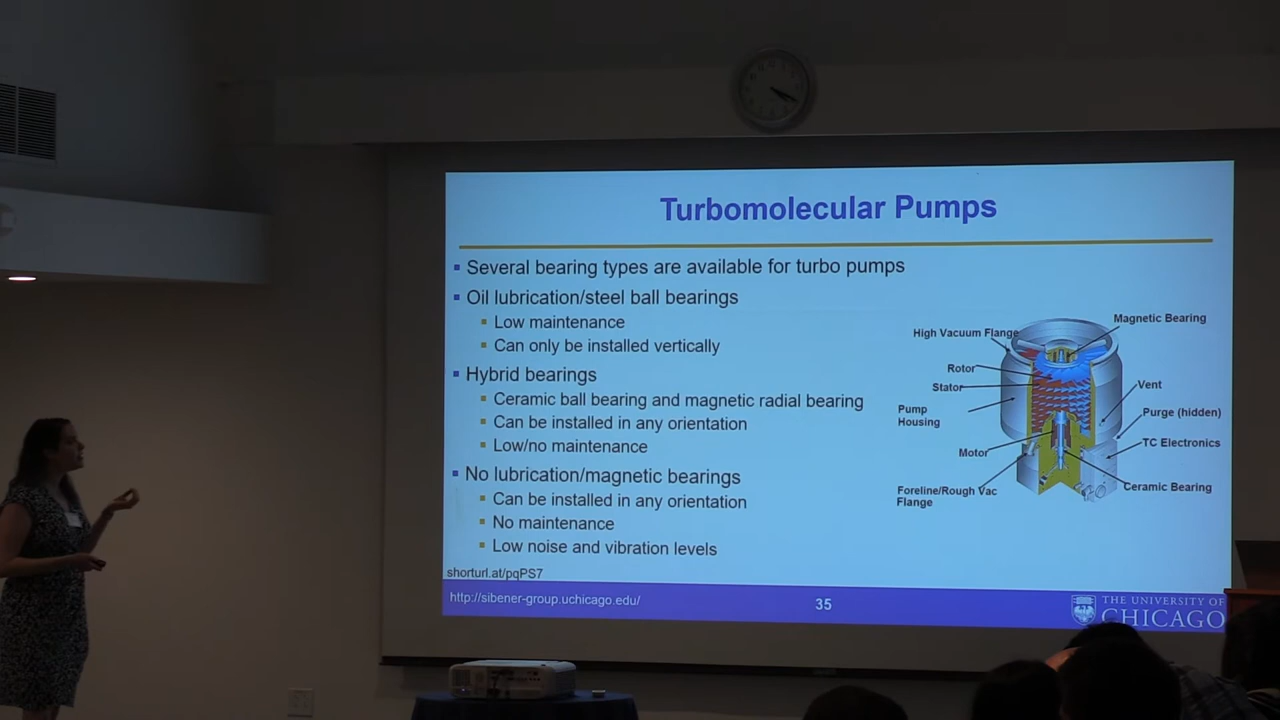 Turbomolecular Pumps
Several bearing types are available for turbo pumps
Oil lubrication/steel ball bearings
Low maintenance
Can only be installed vertically
Hybrid bearings
Ceramic ball bearing and magnetic radial bearing
Can be installed in any orientation
Low/no maintenance
No lubrication/magnetic bearings
Can be installed in any orientation
No maintenance
Low noise and vibration levels
Magnetic Bearing
High Vacuum Flange
Rotor
Stator
Vent
Pump
Housing
Purge (hidden)
TC Electronics
Motor
Ceramic Bearing
Foreline/Rough Vac
Flange
shorturl.at/pqPS7
http://sibener-group.uchicago.edu/
35
THE UNIVERSITY OF
CHICAGO